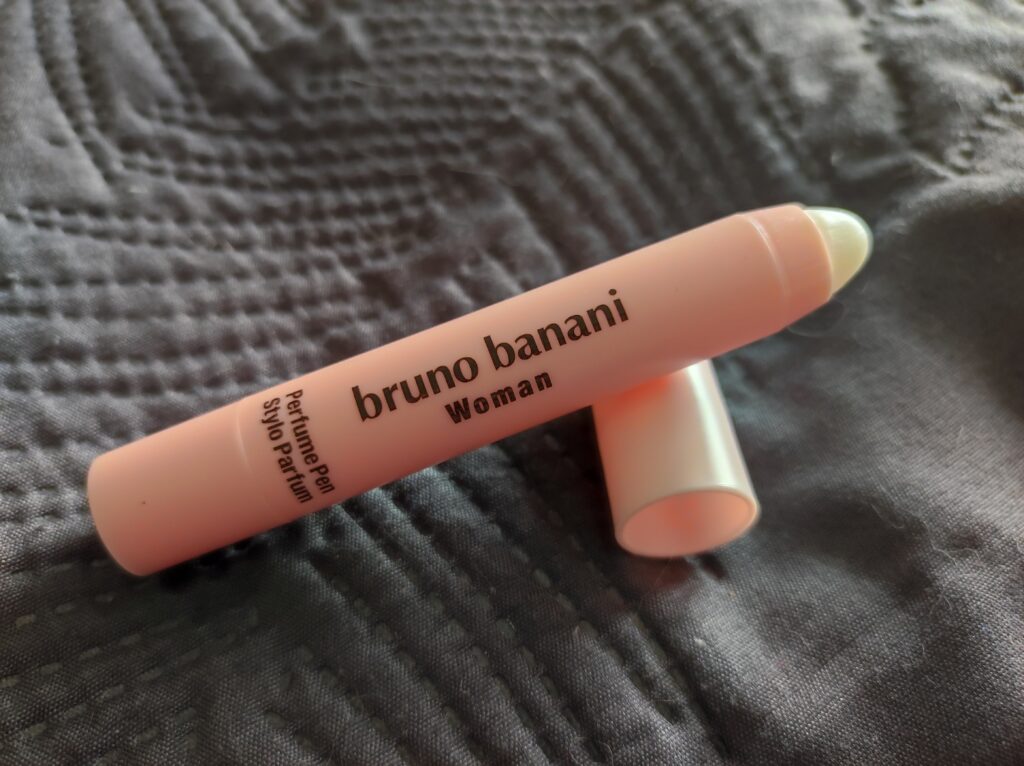 bruno banani
Woman
Perfume Pen
Stylo Parfum